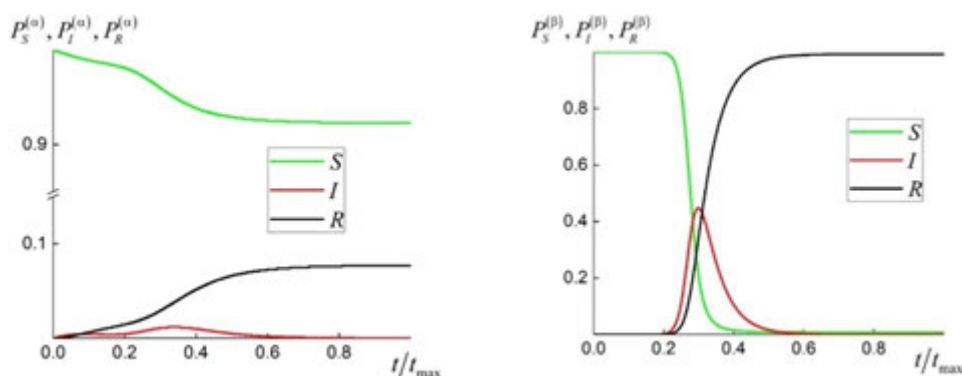 P_S^(α), P_I^(α), P_R^(α)
0.9
0.1
S
I
R
0.0 0.2 0.4 0.6 0.8
t/t_max
P_S^(β), P_I^(β), P_R^(β)
0.8
0.6
0.4
0.2
S
I
R
0.0 0.2 0.4 0.6 0.8
t/t_max